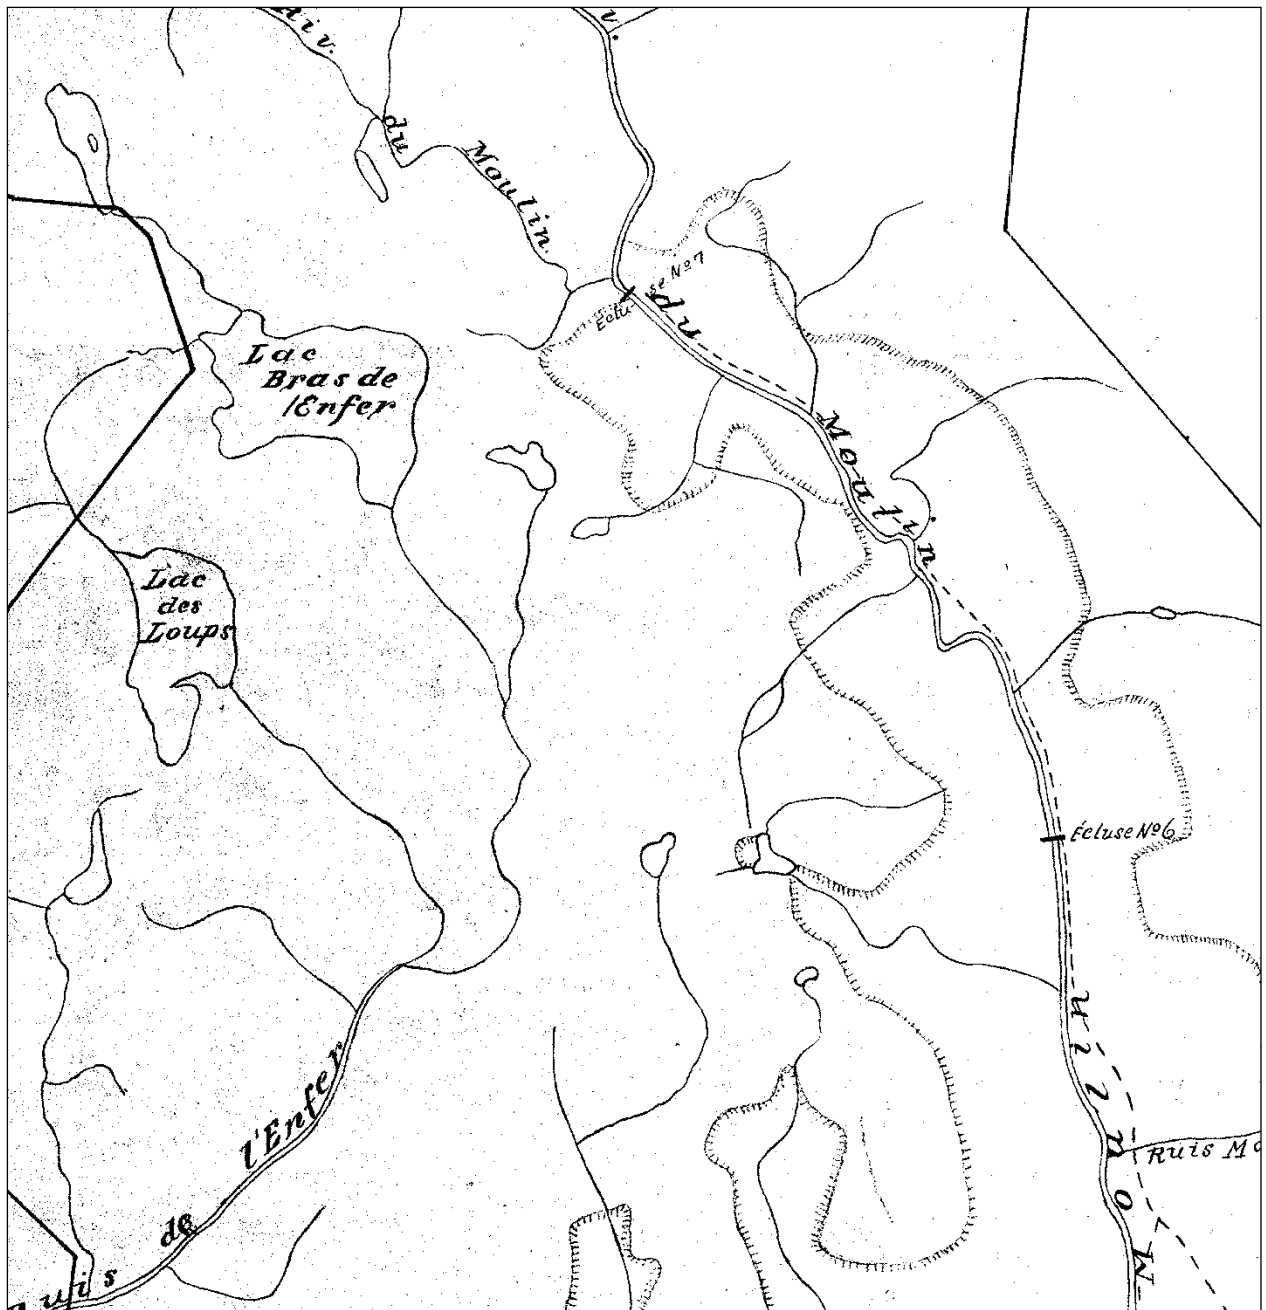 Riv.
du
Moulin.
Écluse No 7
du
Moulin
Lac
Bras de
l'Enfer
Lac
des
Loups
Écluse No 6
Moulin
Ruis
l'Enfer
de